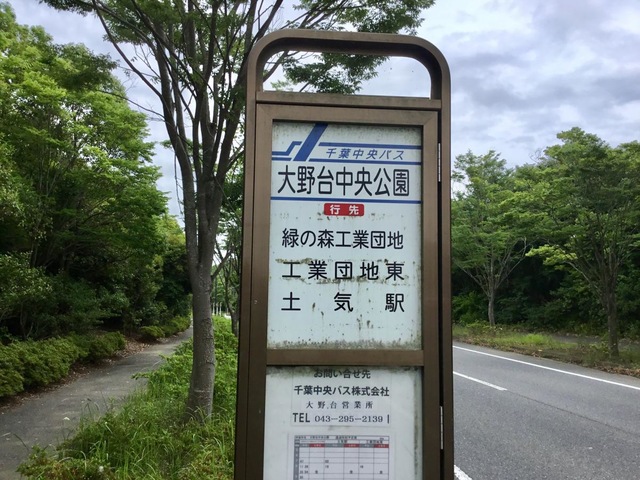 千葉中央バス
大野台中央公園
行先
緑の森工業団地
工業団地東
土気駅
お問い合せ先
千葉中央バス株式会社
大野台営業所
TEL 043-295-2139